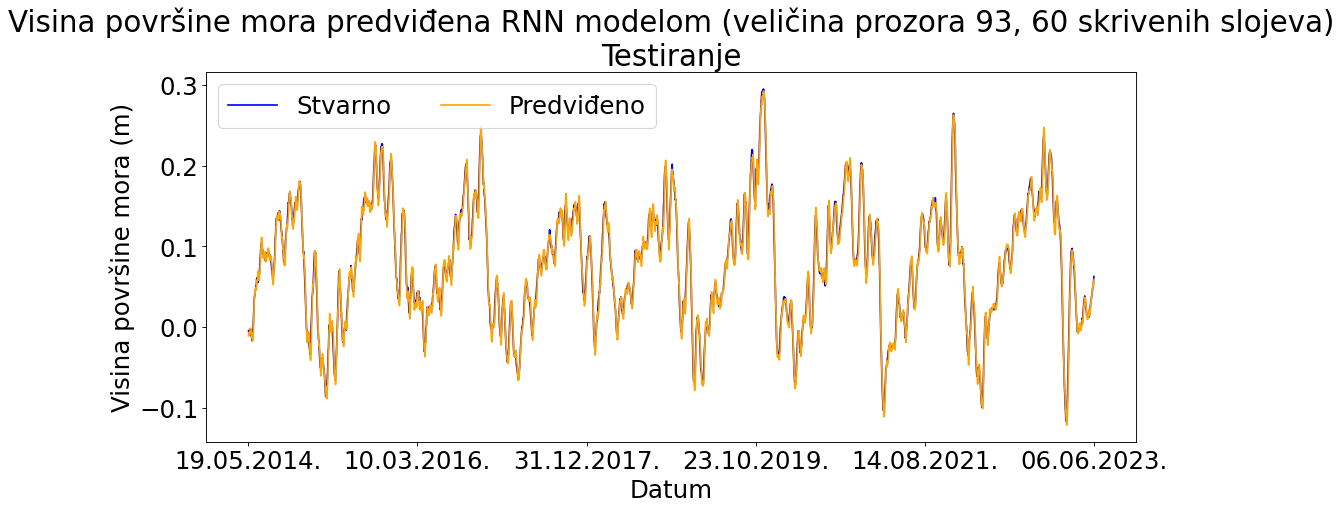 Visina površine mora predviđena RNN modelom (veličina prozora 93, 60 skrivenih slojeva)
Testiranje
Stvarno
Predviđeno
Visina površine mora (m)
0.3
0.2
0.1
0.0
−0.1
19.05.2014.
10.03.2016.
31.12.2017.
23.10.2019.
14.08.2021.
06.06.2023.
Datum